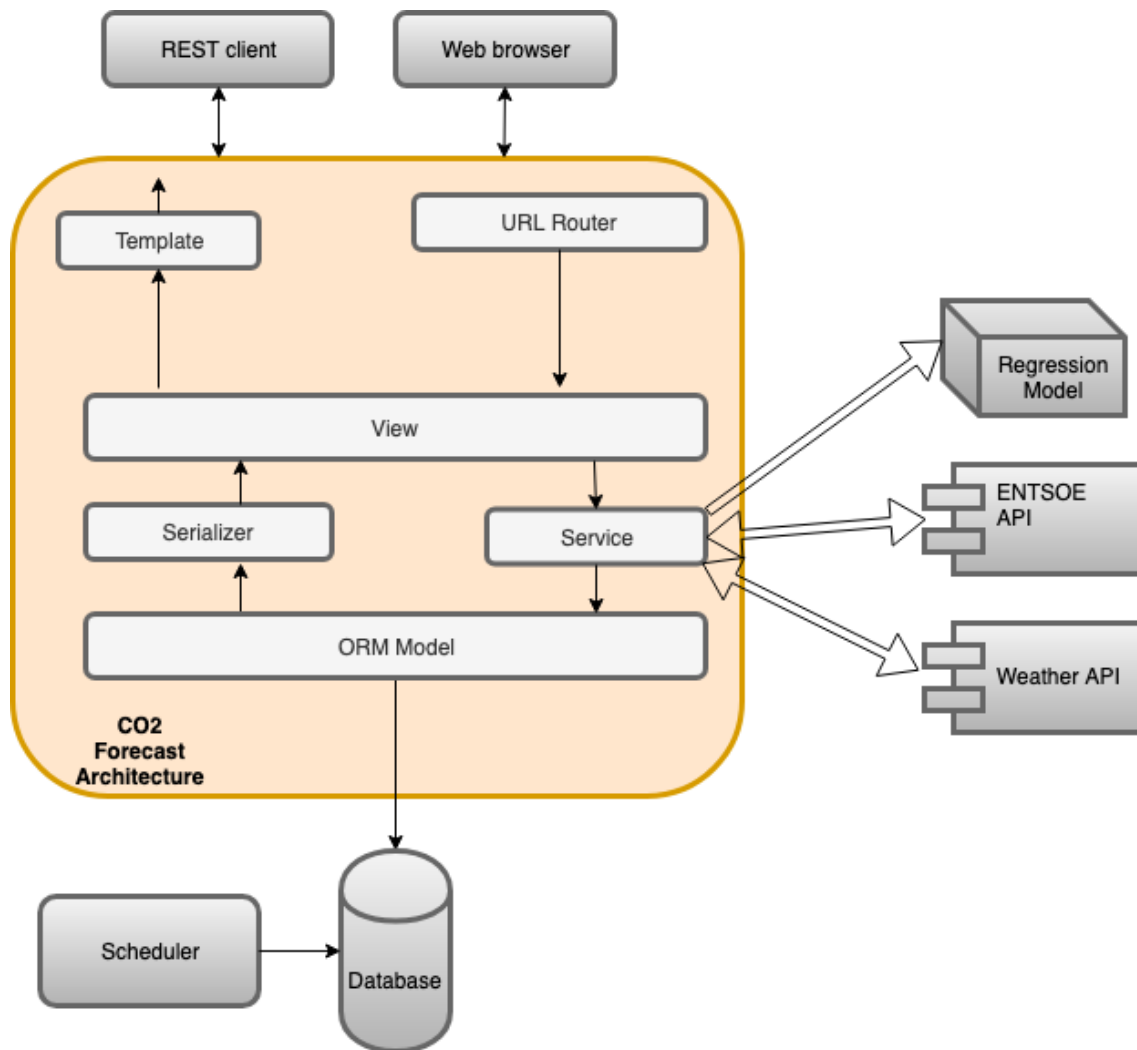 REST client
Web browser
Template
URL Router
Regression
Model
View
ENTSOE
API
Serializer
Service
ORM Model
Weather API
CO2
Forecast
Architecture
Scheduler
Database